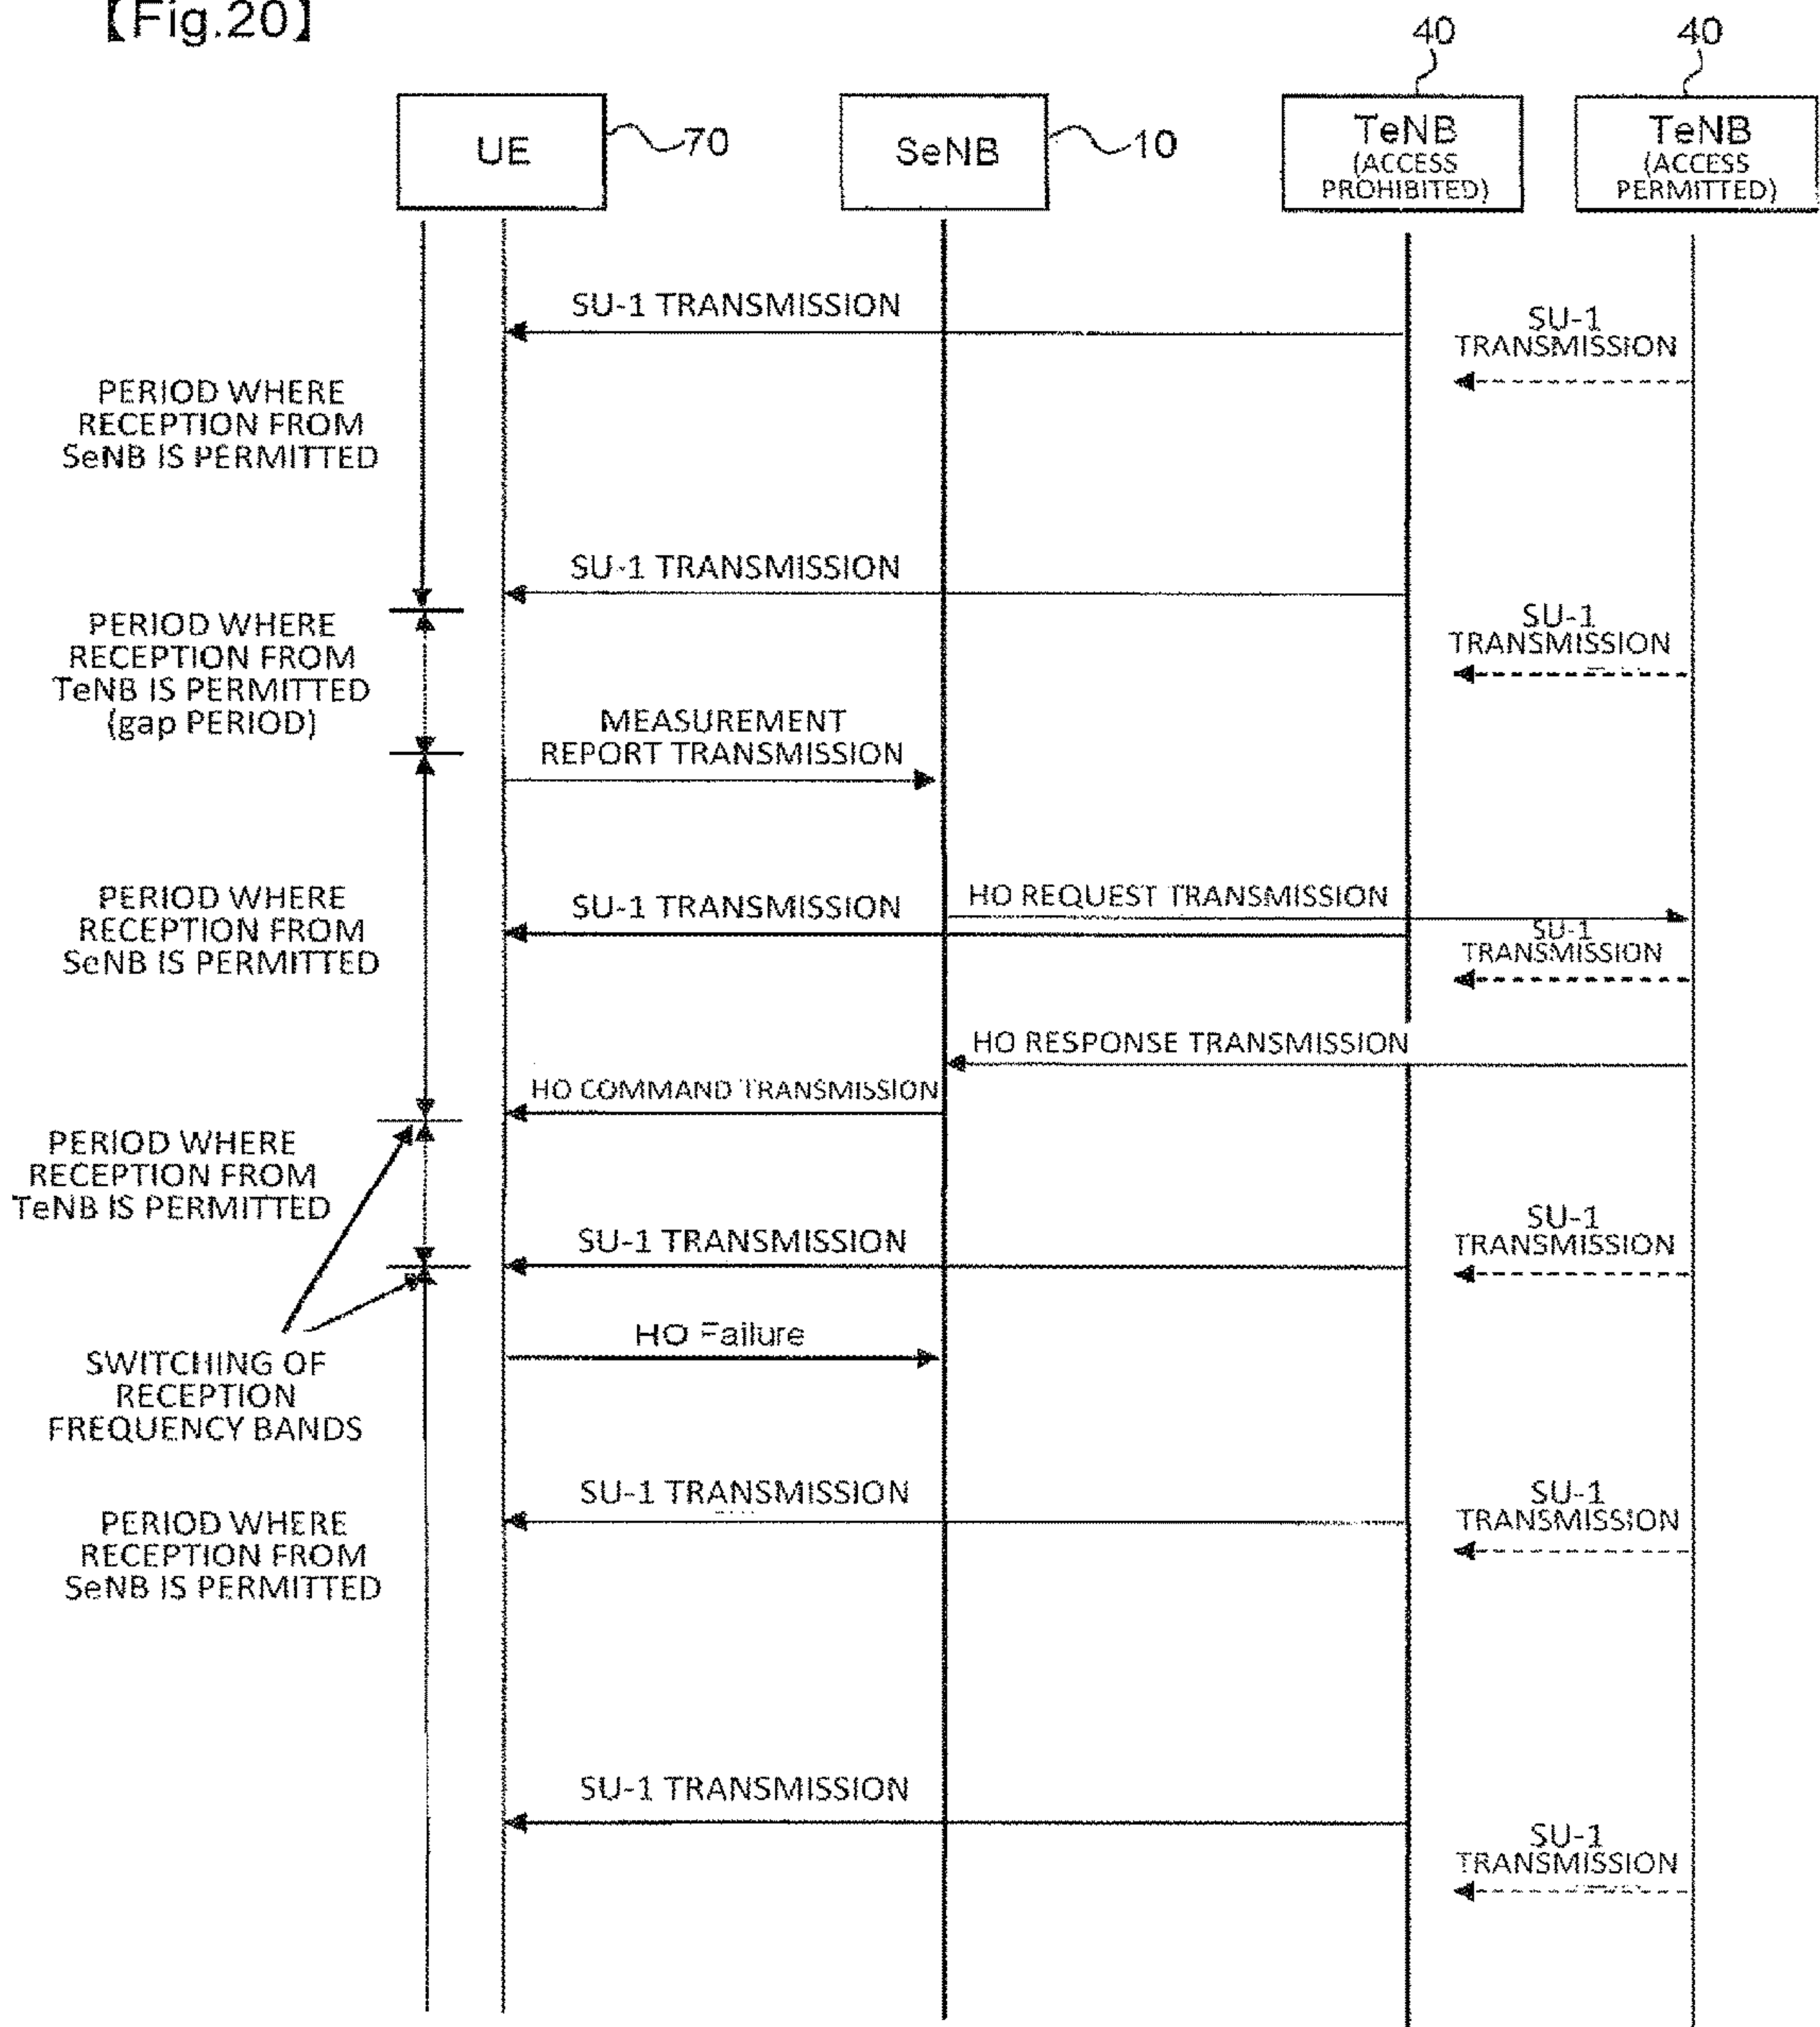 【Fig.20】
40
40
UE
70
SeNB
10
TeNB
(ACCESS
PROHIBITED)
TeNB
(ACCESS
PERMITTED)
SU-1 TRANSMISSION
SU-1
TRANSMISSION
PERIOD WHERE
RECEPTION FROM
SeNB IS PERMITTED
SU-1 TRANSMISSION
PERIOD WHERE
RECEPTION FROM
TeNB IS PERMITTED
(gap PERIOD)
SU-1
TRANSMISSION
MEASUREMENT
REPORT TRANSMISSION
PERIOD WHERE
RECEPTION FROM
SeNB IS PERMITTED
SU-1 TRANSMISSION
HO REQUEST TRANSMISSION
SU-1
TRANSMISSION
HO RESPONSE TRANSMISSION
HO COMMAND TRANSMISSION
PERIOD WHERE
RECEPTION FROM
TeNB IS PERMITTED
SU-1 TRANSMISSION
SU-1
TRANSMISSION
HO Failure
SWITCHING OF
RECEPTION
FREQUENCY BANDS
SU-1 TRANSMISSION
SU-1
TRANSMISSION
PERIOD WHERE
RECEPTION FROM
SeNB IS PERMITTED
SU-1 TRANSMISSION
SU-1
TRANSMISSION